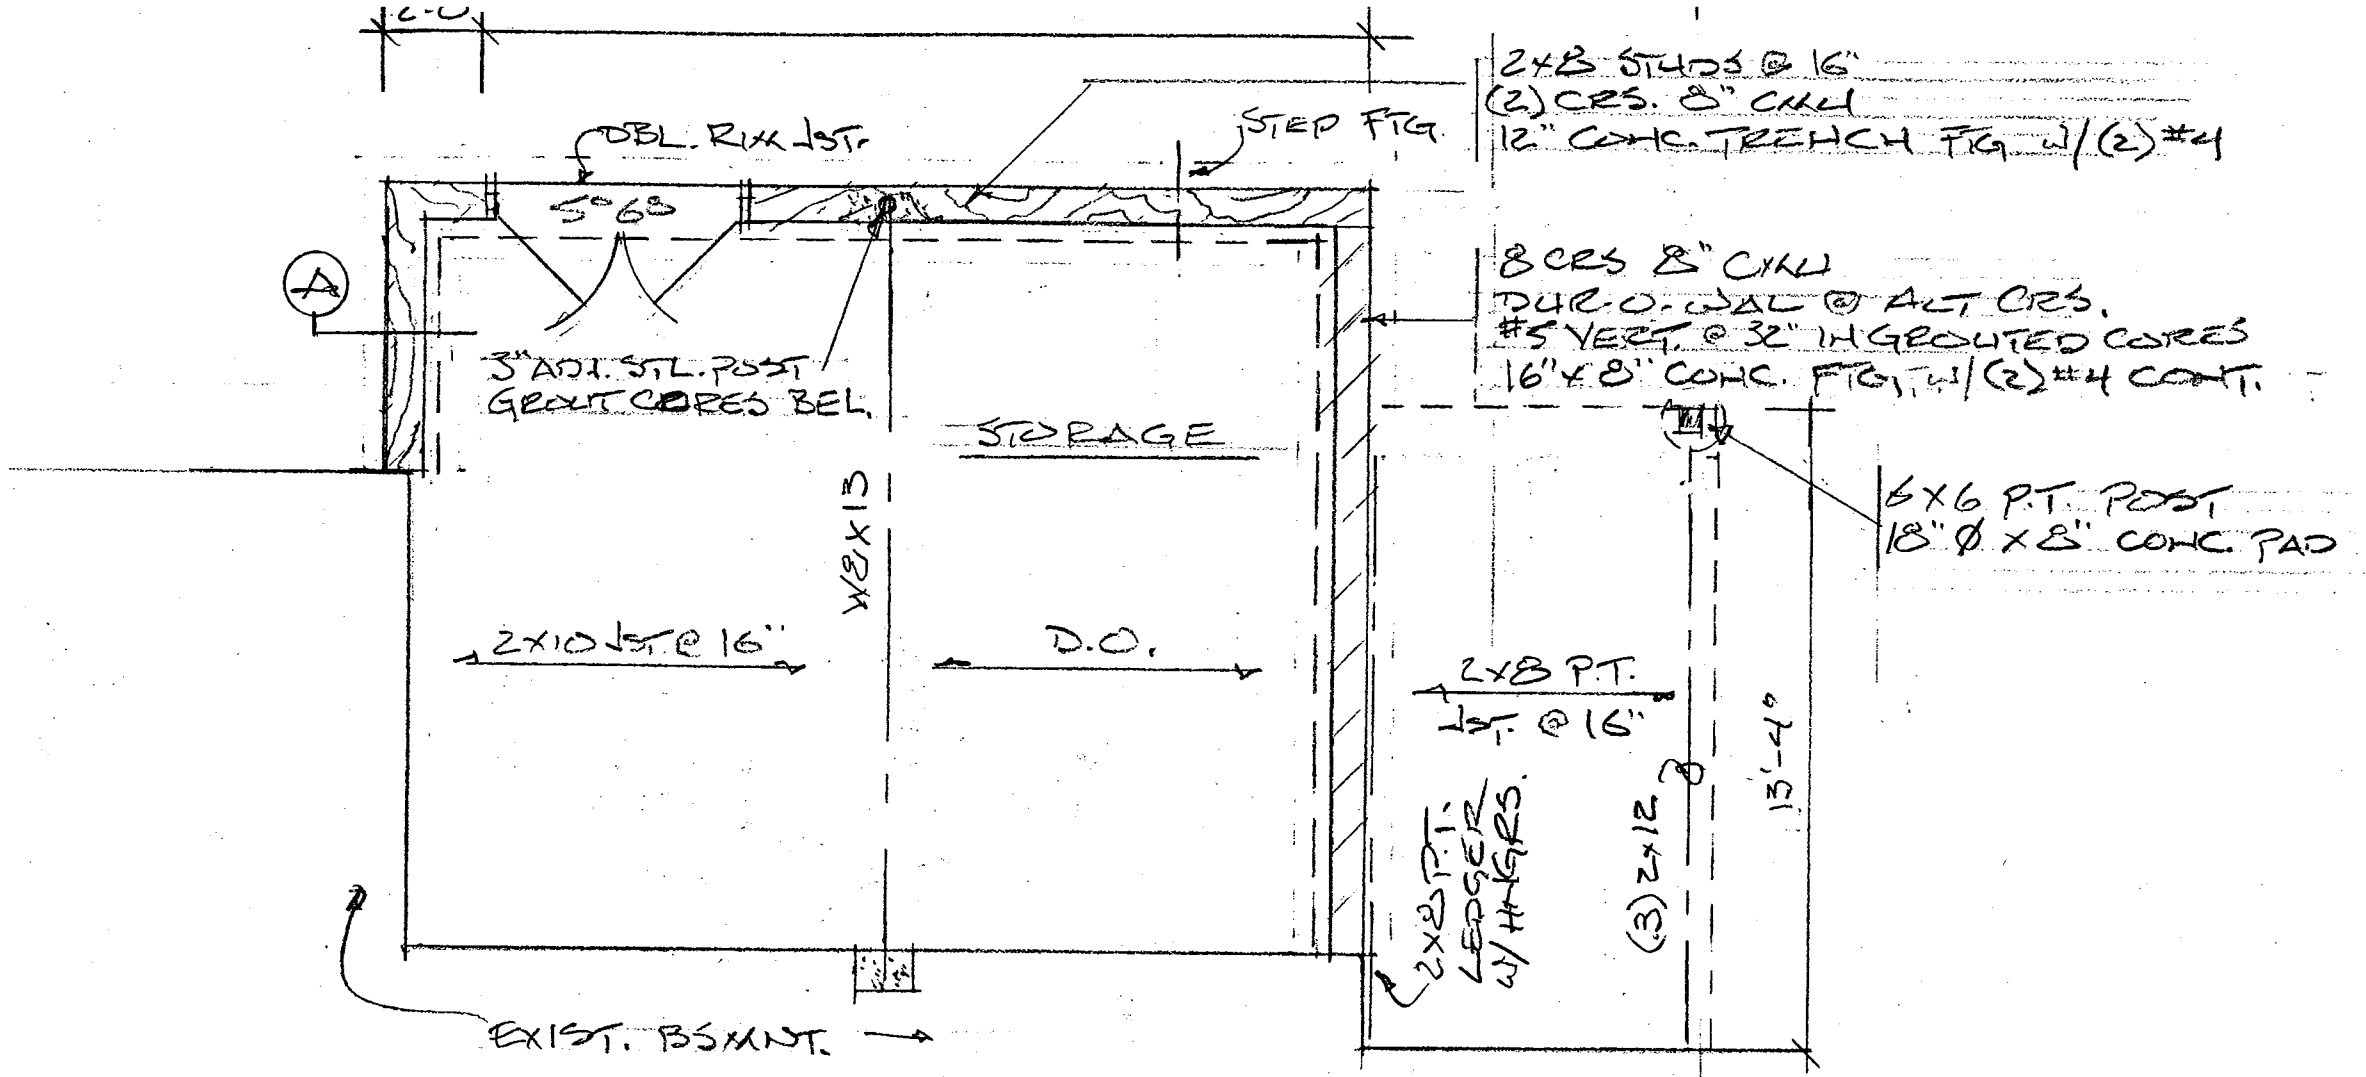 2'-0"
2X8 STUDS @ 16"
(2) CRS. 8" CMU
12" CONC. TRENCH FTG W/(2) #4
STEP FTG.
DBL. RIM JST.
5⁰6⁸
A
8 CRS 8" CMU
DUR-O-WAL @ ALT CRS.
#5 VERT. @ 32" IN GROUTED CORES
16" X 8" CONC. FTG, W/(2) #4 CONT.
3" ADJ. STL. POST
GROUT CORES BEL.
STORAGE
6X6 P.T. POST
18" Ø X 8" CONC. PAD
W8X13
2X10 JST @ 16"
D.O.
2X8 P.T.
JST. @ 16"
13'-4"
(3) 2X12
2X8 P.T.
LEDGER
W/ HNGRS.
EXIST. BSMNT.